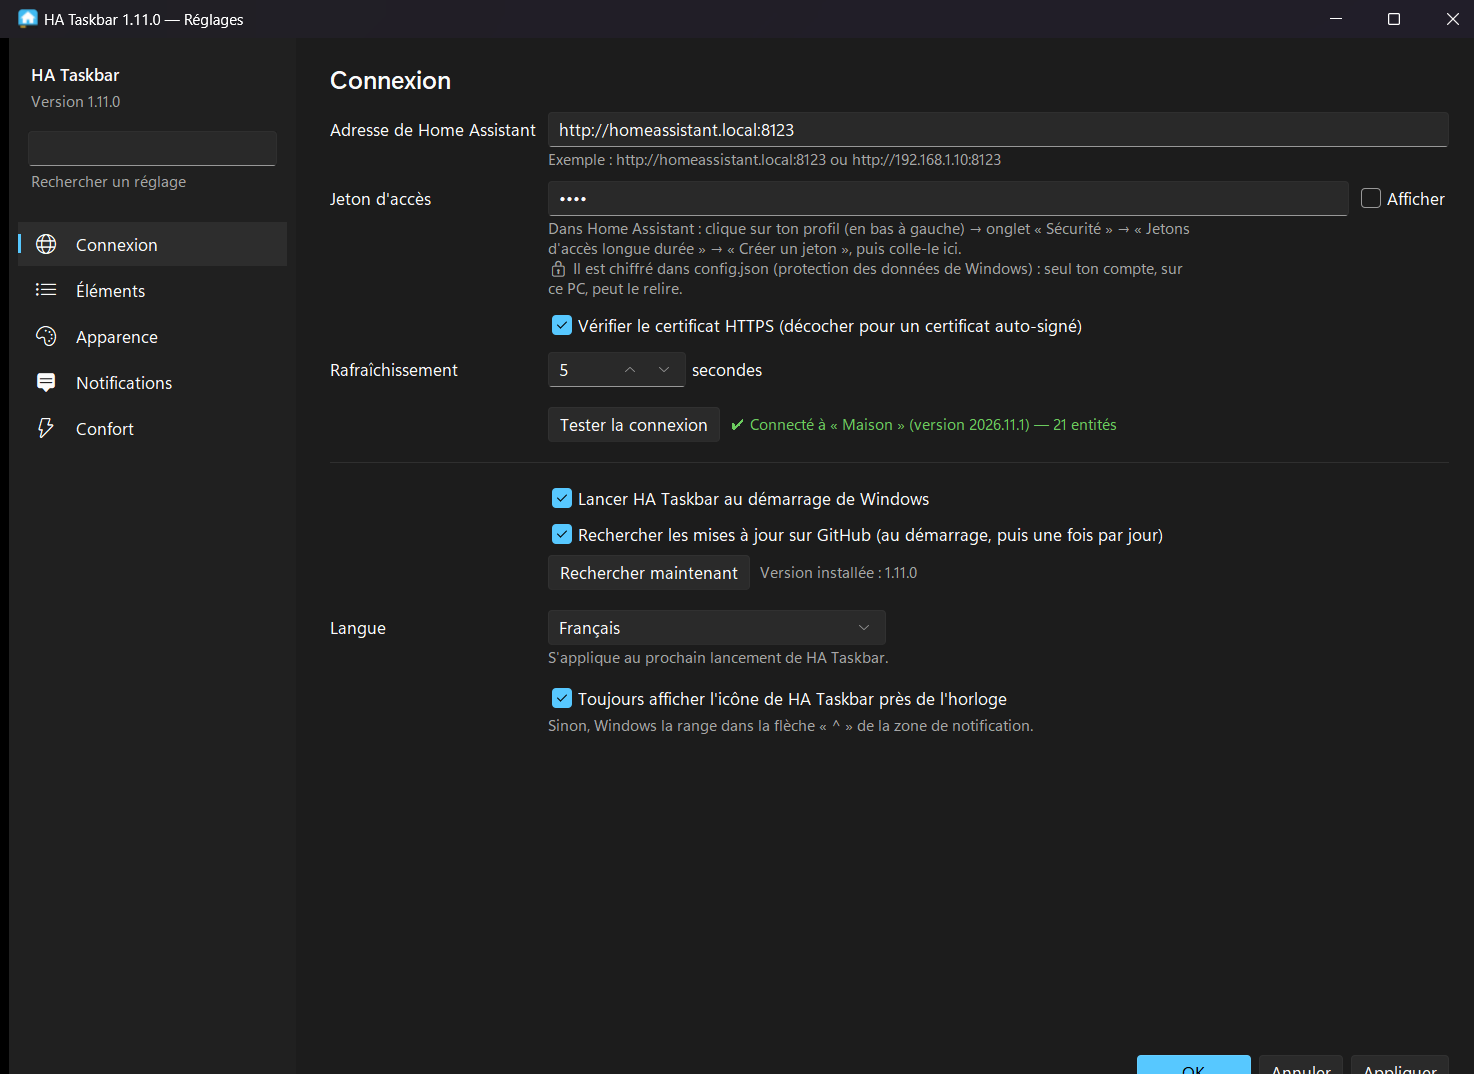 HA Taskbar 1.11.0 — Réglages
HA Taskbar
Version 1.11.0
Rechercher un réglage
Connexion
Éléments
Apparence
Notifications
Confort
Connexion
Adresse de Home Assistant
http://homeassistant.local:8123
Exemple : http://homeassistant.local:8123 ou http://192.168.1.10:8123
Jeton d'accès
••••
Afficher
Dans Home Assistant : clique sur ton profil (en bas à gauche) → onglet « Sécurité » → « Jetons
d'accès longue durée » → « Créer un jeton », puis colle-le ici.
🔒 Il est chiffré dans config.json (protection des données de Windows) : seul ton compte, sur
ce PC, peut le relire.
Vérifier le certificat HTTPS (décocher pour un certificat auto-signé)
Rafraîchissement
5
secondes
Tester la connexion
✔ Connecté à « Maison » (version 2026.11.1) — 21 entités
Lancer HA Taskbar au démarrage de Windows
Rechercher les mises à jour sur GitHub (au démarrage, puis une fois par jour)
Rechercher maintenant
Version installée : 1.11.0
Langue
Français
S'applique au prochain lancement de HA Taskbar.
Toujours afficher l'icône de HA Taskbar près de l'horloge
Sinon, Windows la range dans la flèche « ^ » de la zone de notification.
OK
Annuler
Appliquer